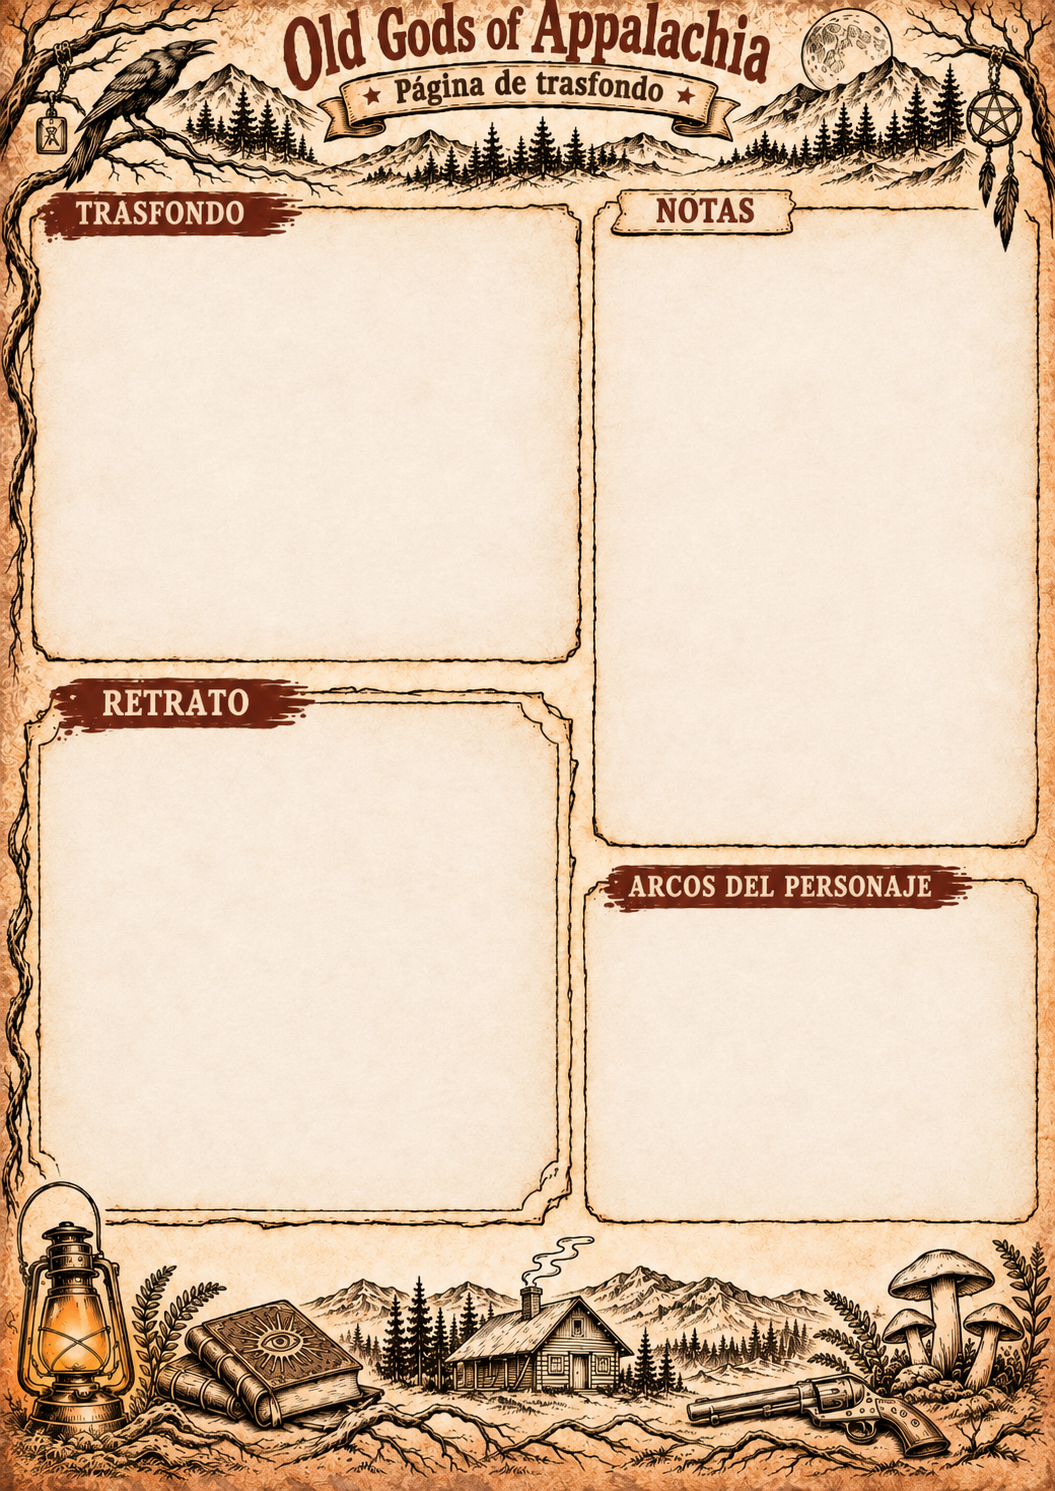 Old Gods of Appalachia
Página de trasfondo
TRASFONDO
NOTAS
RETRATO
ARCOS DEL PERSONAJE